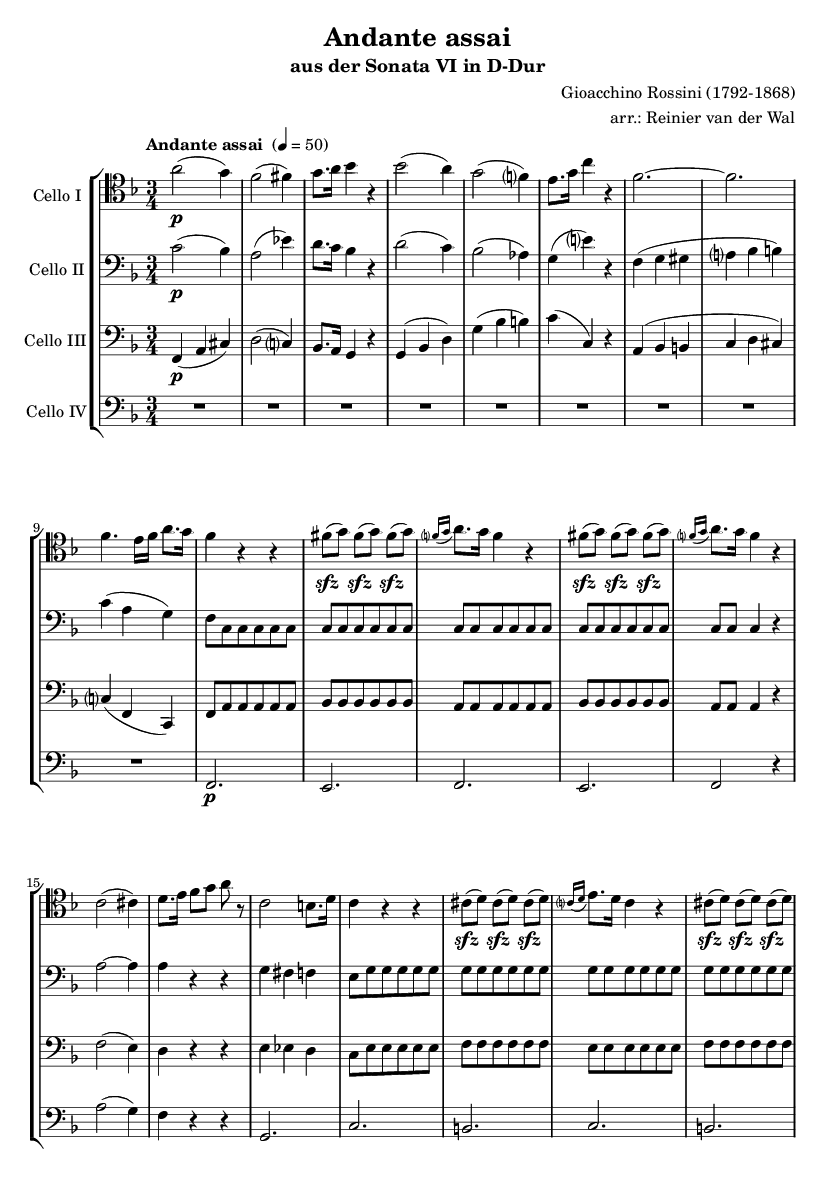 Andante assai
aus der Sonata VI in D-Dur
Gioacchino Rossini (1792-1868)
arr.: Reinier van der Wal
Andante assai (♩ = 50)
Cello I
p
Cello II
p
Cello III
p
Cello IV
9
sfz sfz sfz sfz sfz sfz
p
15
sfz sfz sfz sfz sfz sfz